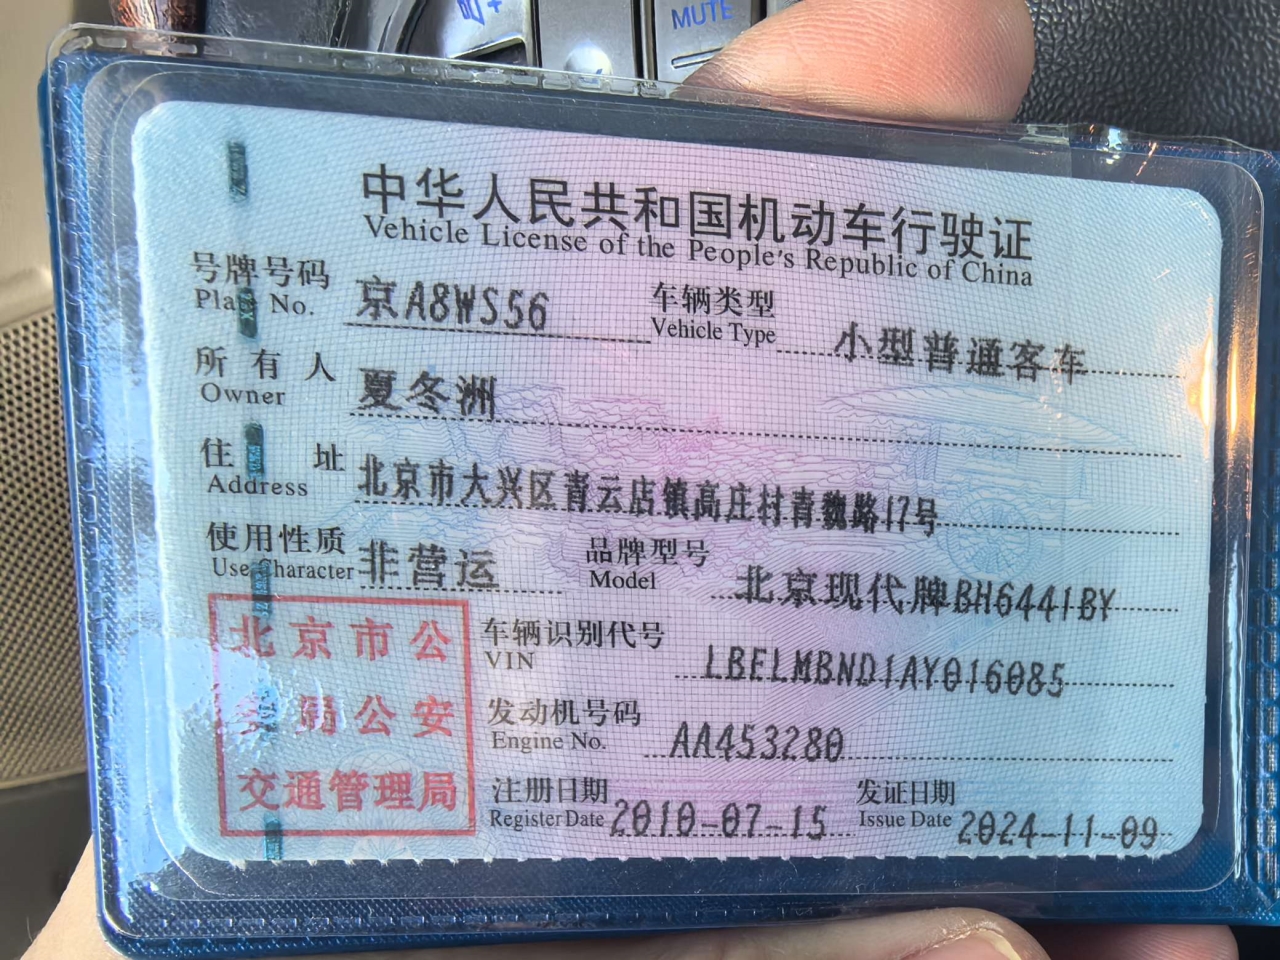 MUTE
中华人民共和国机动车行驶证
Vehicle License of the People's Republic of China
号牌号码 京A8WS56 车辆类型 小型普通客车
Plate No. Vehicle Type
所有人 夏冬洲
Owner
住址 北京市大兴区青云店镇高庄村青魏路17号
Address
使用性质 非营运 品牌型号 北京现代牌BH6441BY
Use Character Model
北京市公
安局公安
交通管理局
车辆识别代号 LBELMBND1AY016085
VIN
发动机号码 AA453280
Engine No.
注册日期 2010-07-15 发证日期 2024-11-09
Register Date Issue Date